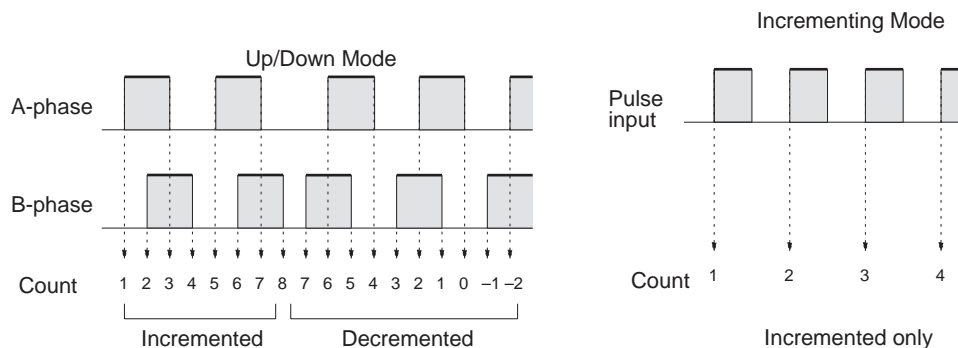 Up/Down Mode
A-phase
B-phase
Count 1 2 3 4 5 6 7 8 7 6 5 4 3 2 1 0 –1 –2
Incremented Decremented
Incrementing Mode
Pulse
input
Count 1 2 3 4
Incremented only